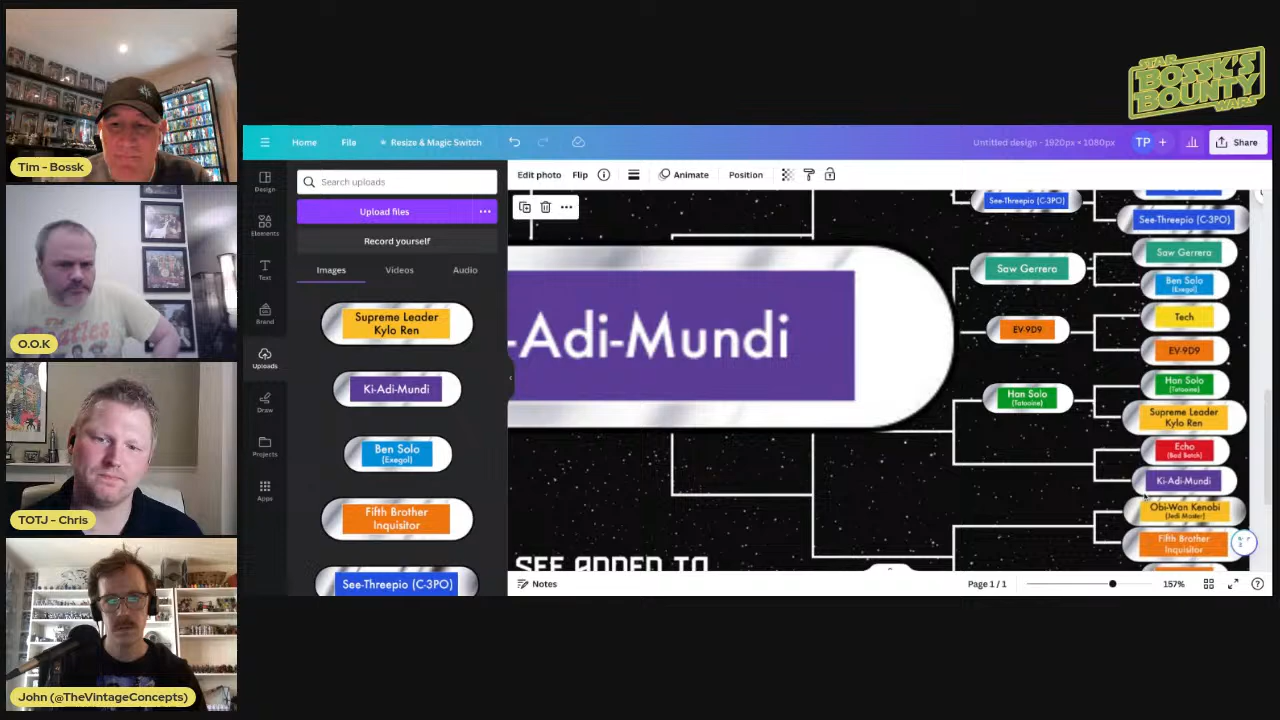 Tim - Bossk
O.O.K
TOTJ - Chris
John (@TheVintageConcepts)
STAR
BOSSK'S
BOUNTY
WARS
Home
File
Resize & Magic Switch
Untitled design - 1920px × 1080px
TP
+
Share
Design
Elements
Text
Brand
Uploads
Draw
Projects
Apps
Search uploads
Upload files
Record yourself
Images
Videos
Audio
Supreme Leader
Kylo Ren
Ki-Adi-Mundi
Ben Solo
(Exegol)
Fifth Brother
Inquisitor
See-Threepio (C-3PO)
Edit photo
Flip
Animate
Position
-Adi-Mundi
SEE ADDED TO
See-Threepio (C-3PO)
Saw Gerrera
EV-9D9
Han Solo
(Tatooine)
See-Threepio (C-3PO)
Saw Gerrera
Ben Solo
(Exegol)
Tech
EV-9D9
Han Solo
(Tatooine)
Supreme Leader
Kylo Ren
Echo
(Bad Batch)
Ki-Adi-Mundi
Obi-Wan Kenobi
(Jedi Master)
Fifth Brother
Inquisitor
Notes
Page 1 / 1
157%